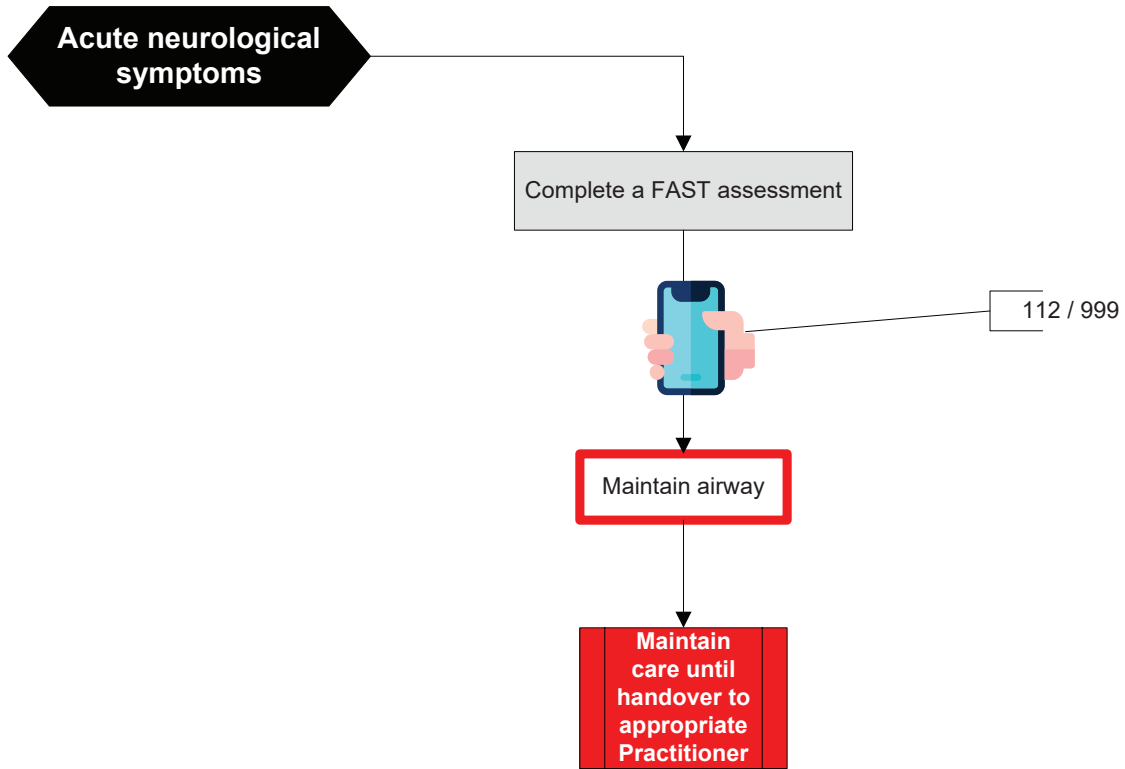 Acute neurological
symptoms
Complete a FAST assessment
112 / 999
Maintain airway
Maintain
care until
handover to
appropriate
Practitioner